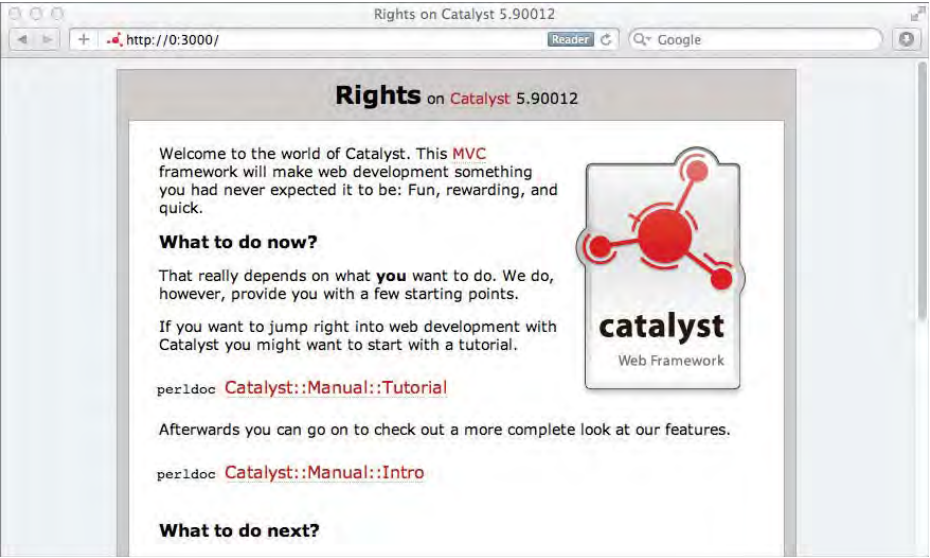 Rights on Catalyst 5.90012
http://0:3000/
Reader
Google
Rights on Catalyst 5.90012
Welcome to the world of Catalyst. This MVC
framework will make web development something
you had never expected it to be: Fun, rewarding, and
quick.
What to do now?
That really depends on what you want to do. We do,
however, provide you with a few starting points.
If you want to jump right into web development with
Catalyst you might want to start with a tutorial.
perldoc Catalyst::Manual::Tutorial
Afterwards you can go on to check out a more complete look at our features.
perldoc Catalyst::Manual::Intro
What to do next?
catalyst
Web Framework